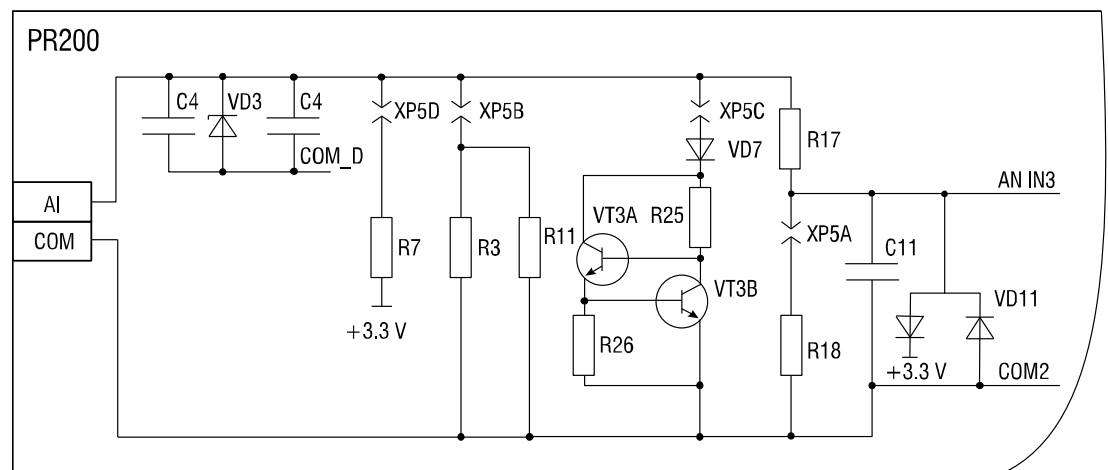 PR200
C4
VD3
C4
COM_D
XP5D
XP5B
XP5C
VD7
R17
AN IN3
AI
COM
R7
R3
R11
VT3A
R25
XP5A
C11
VT3B
VD11
+3.3 V
R26
R18
+3.3 V
COM2